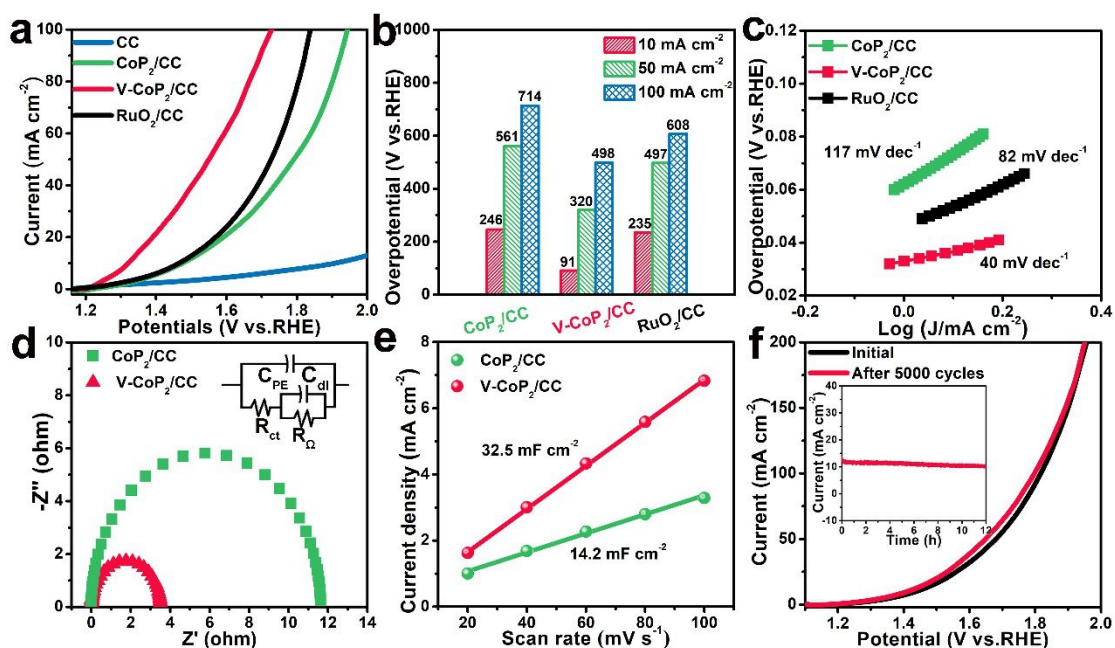 a
Current (mA cm⁻²)
100
80
60
40
20
0
CC
CoP₂/CC
V-CoP₂/CC
RuO₂/CC
1.2 1.4 1.6 1.8 2.0
Potentials (V vs.RHE)
b
Overpotential (V vs.RHE)
1000
800
600
400
200
0
10 mA cm⁻²
50 mA cm⁻²
100 mA cm⁻²
246 561 714
91 320 498
235 497 608
CoP₂/CC V-CoP₂/CC RuO₂/CC
c
Overpotential (V vs.RHE)
0.12
0.10
0.08
0.06
0.04
0.02
CoP₂/CC
V-CoP₂/CC
RuO₂/CC
117 mV dec⁻¹
82 mV dec⁻¹
40 mV dec⁻¹
0.0 0.2 0.4
Log (J/mA cm⁻²)
d
-Z'' (ohm)
10
8
6
4
2
0
CoP₂/CC
V-CoP₂/CC
C_PE C_dl
R_ct R_Ω
0 2 4 6 8 10 12 14
Z' (ohm)
e
Current density (mA cm⁻²)
8
6
4
2
0
CoP₂/CC
V-CoP₂/CC
32.5 mF cm⁻²
14.2 mF cm⁻²
20 40 60 80 100
Scan rate (mV s⁻¹)
f
Current (mA cm⁻²)
200
150
100
50
0
Initial
After 5000 cycles
Current (mA cm⁻²)
40
30
20
10
0
-10
0 2 4 6 8 10 12
Time (h)
1.2 1.4 1.6 1.8 2.0
Potential (V vs.RHE)